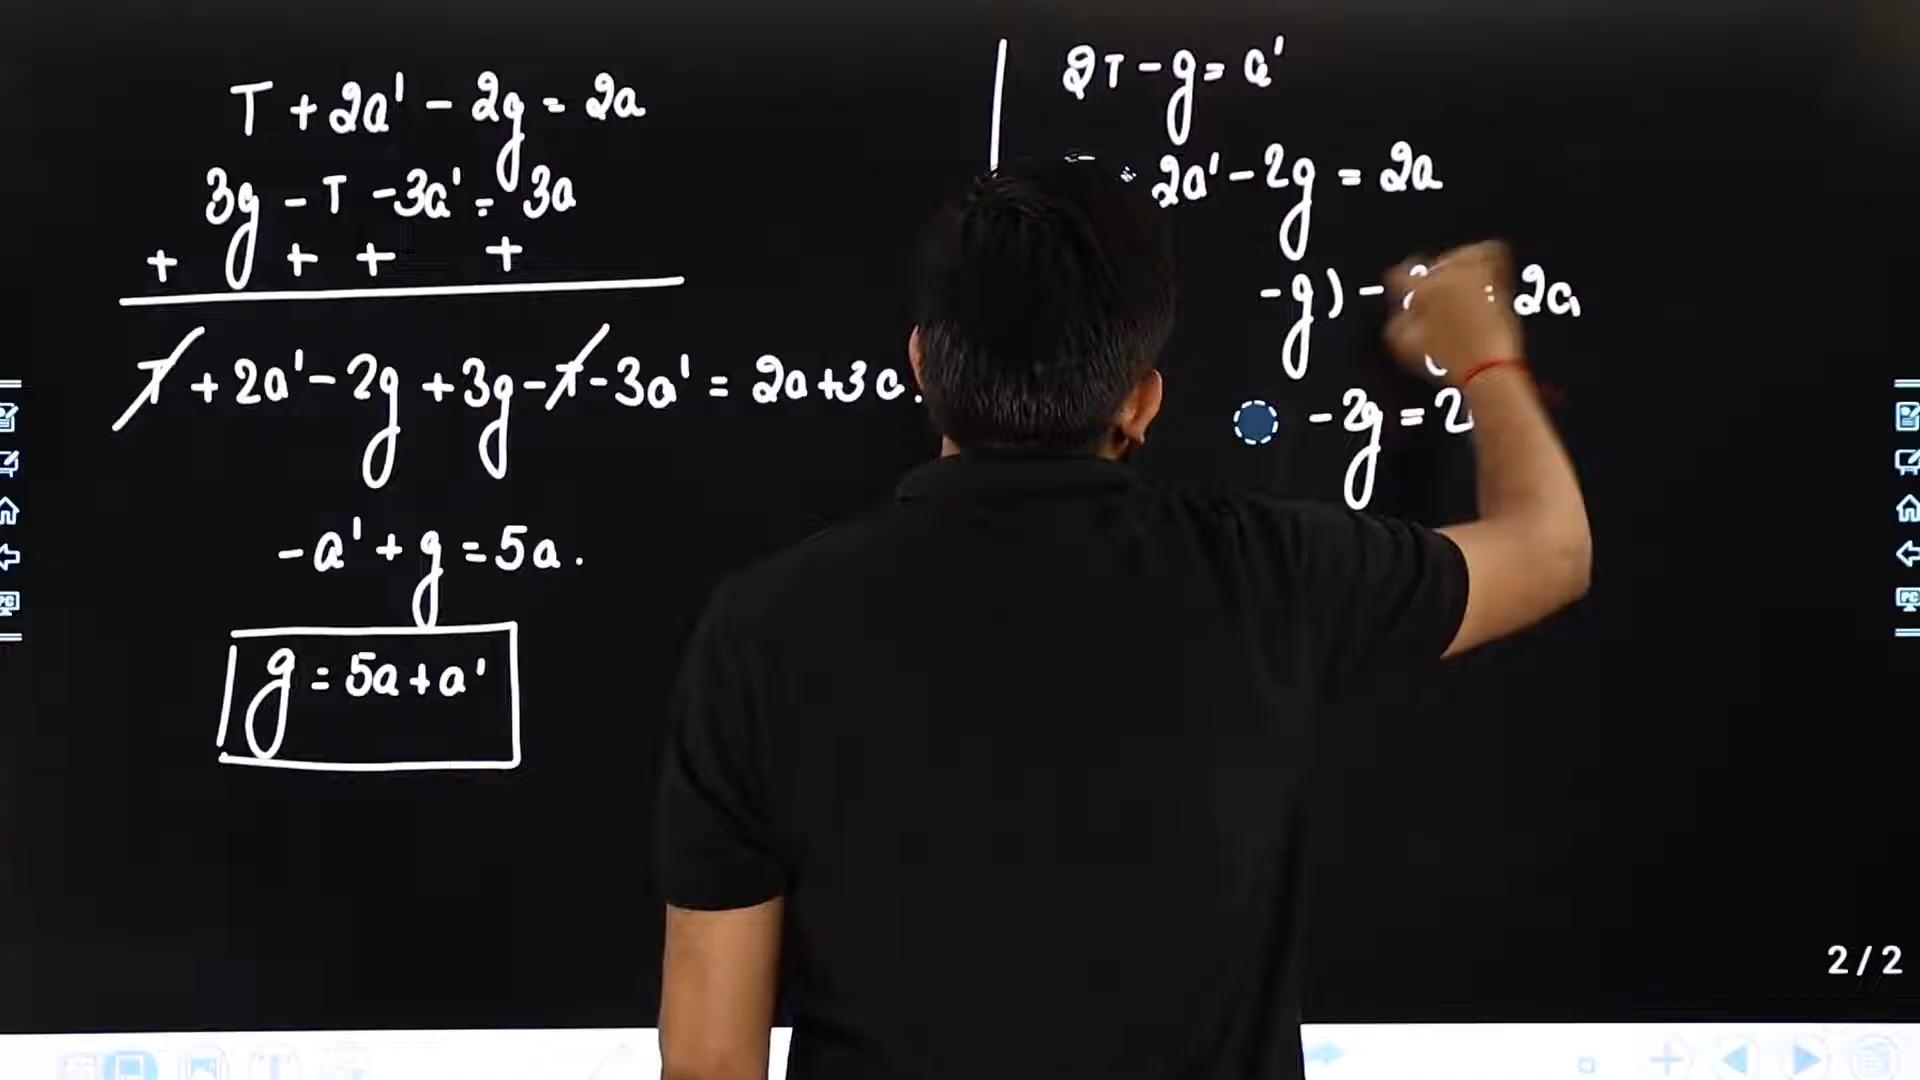 T + 2a' - 2g = 2a
3g - T - 3a' = 3a
+ + + +
T + 2a' - 2g + 3g - T - 3a' = 2a + 3a.
- a' + g = 5a.
g = 5a + a'
2T - g = a'
2a' - 2g = 2a
- g) - = 2a
- 2g = 2
2 / 2